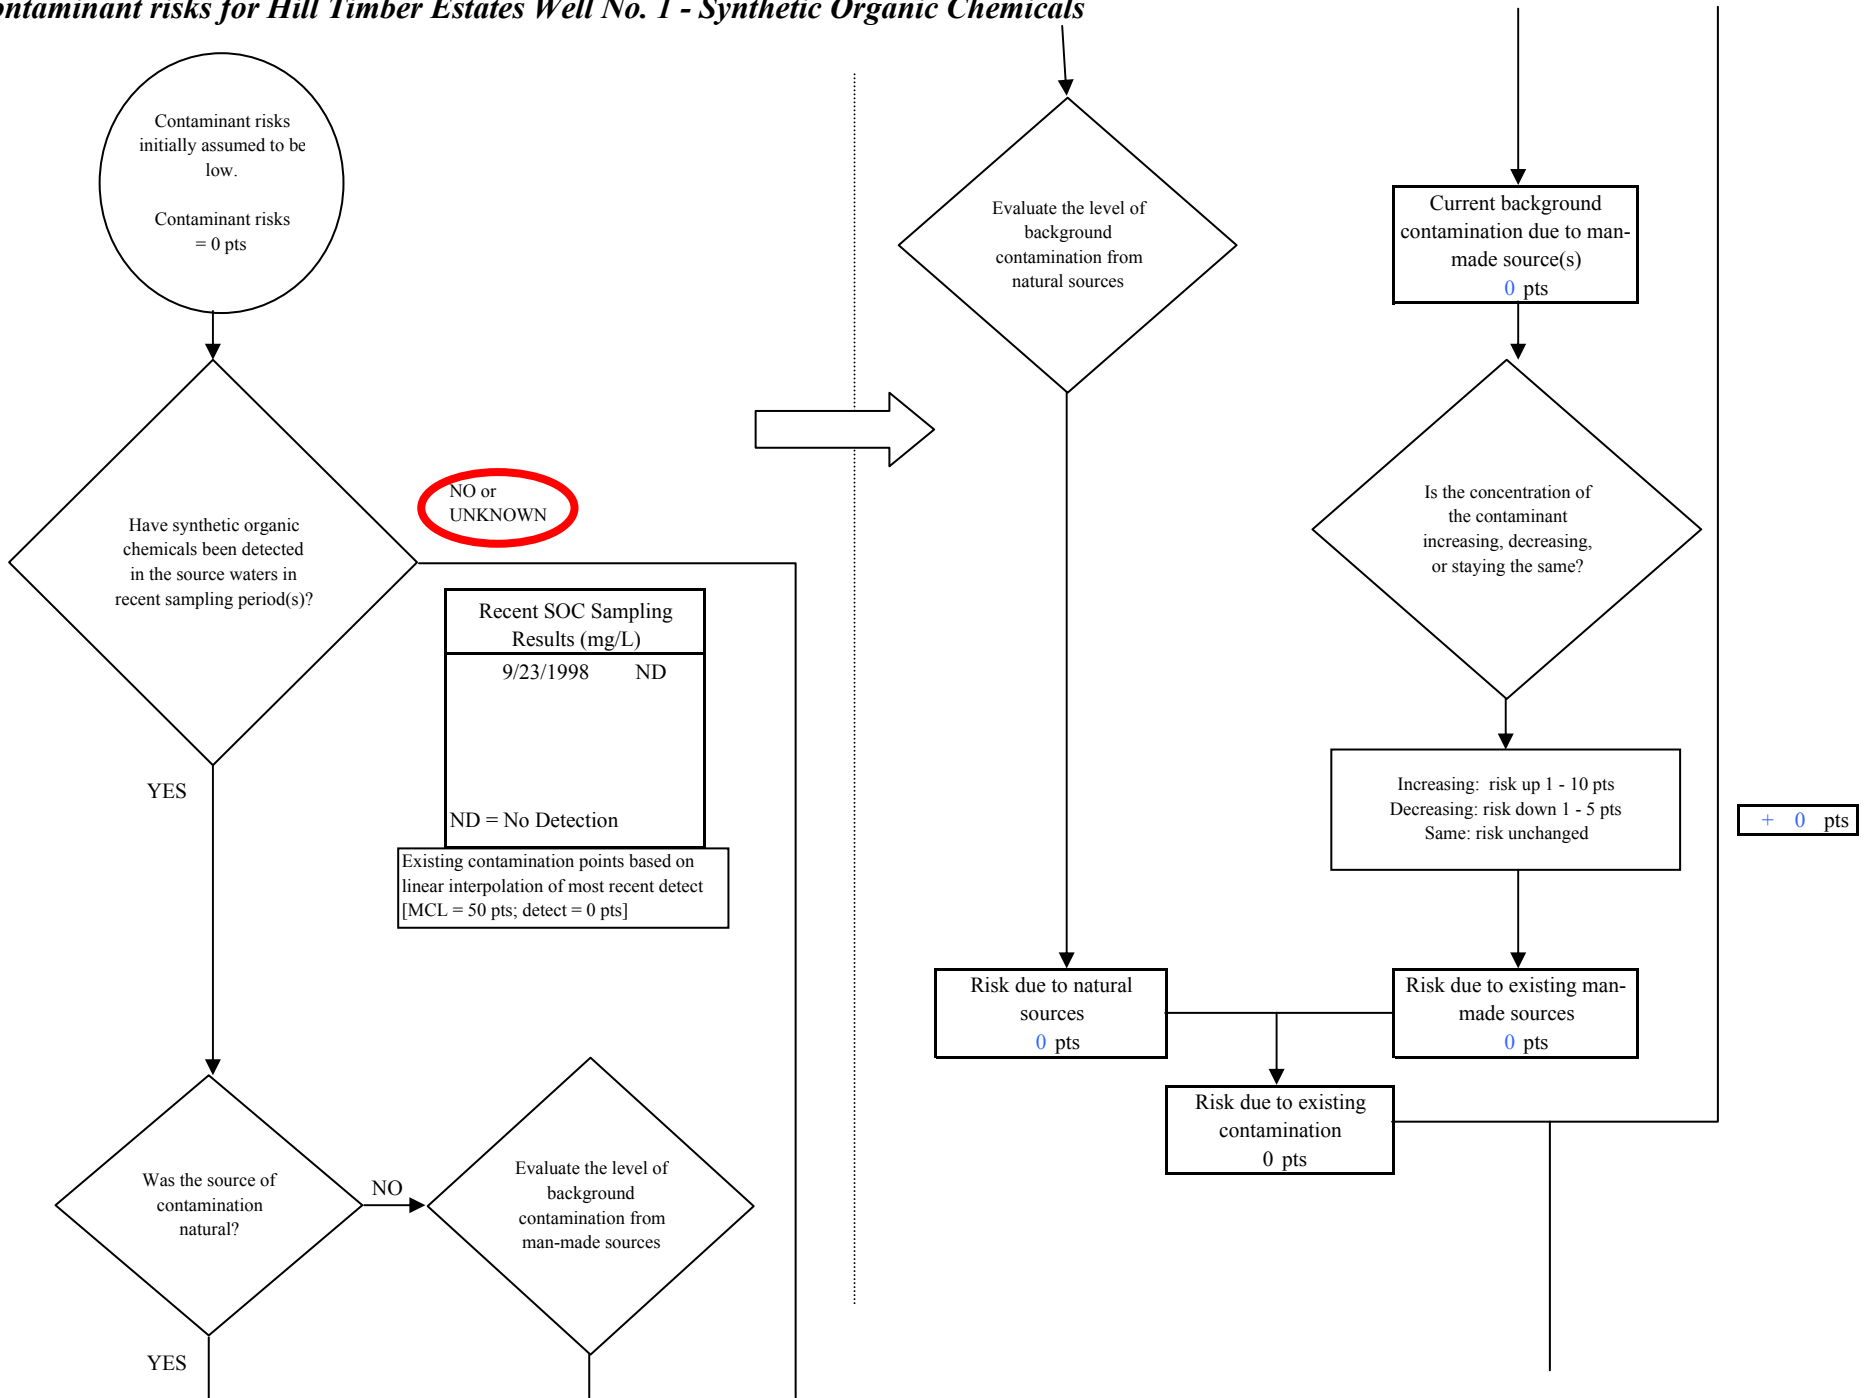 ontaminant risks for Hill Timber Estates Well No. 1 - Synthetic Organic Chemicals
Contaminant risks
initially assumed to be
low.
Contaminant risks
= 0 pts
Have synthetic organic
chemicals been detected
in the source waters in
recent sampling period(s)?
NO or
UNKNOWN
Recent SOC Sampling
Results (mg/L)
9/23/1998 ND
ND = No Detection
Existing contamination points based on
linear interpolation of most recent detect
[MCL = 50 pts; detect = 0 pts]
YES
Was the source of
contamination
natural?
NO
Evaluate the level of
background
contamination from
man-made sources
YES
Evaluate the level of
background
contamination from
natural sources
Current background
contamination due to man-
made source(s)
0 pts
Is the concentration of
the contaminant
increasing, decreasing,
or staying the same?
Increasing: risk up 1 - 10 pts
Decreasing: risk down 1 - 5 pts
Same: risk unchanged
+ 0 pts
Risk due to natural
sources
0 pts
Risk due to existing man-
made sources
0 pts
Risk due to existing
contamination
0 pts